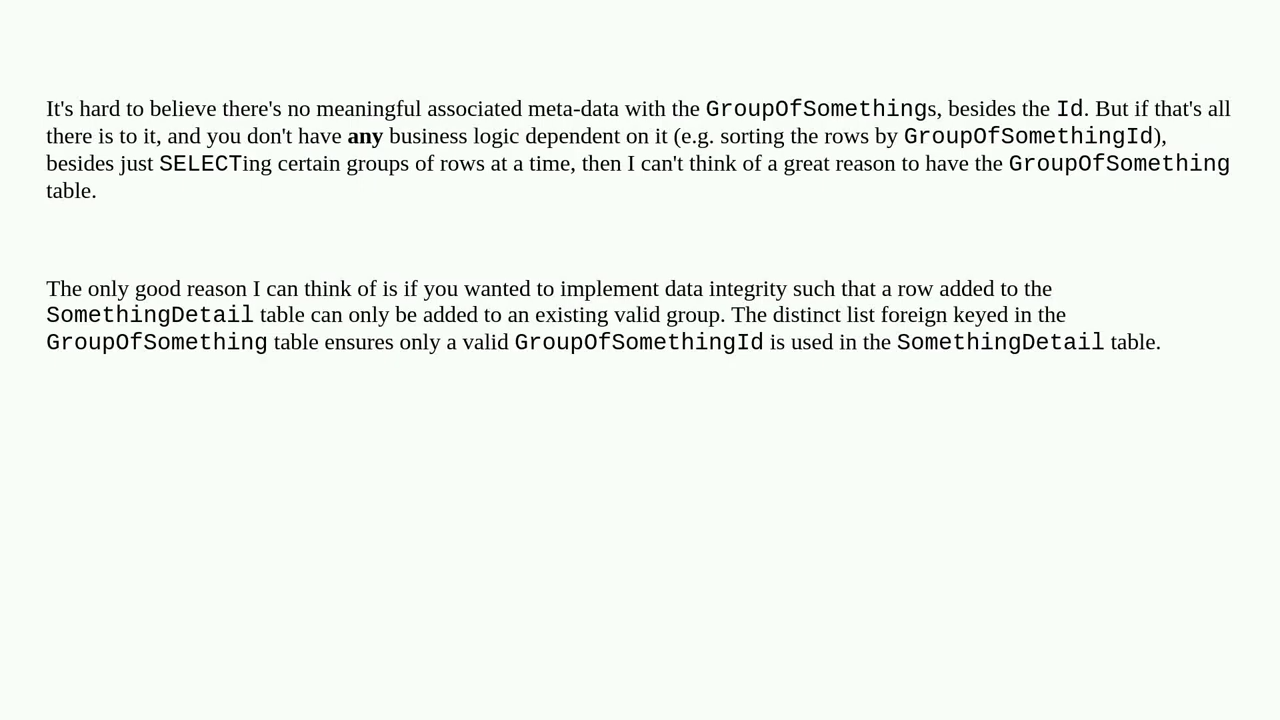 It's hard to believe there's no meaningful associated meta-data with the GroupOfSomethings, besides the Id. But if that's all
there is to it, and you don't have any business logic dependent on it (e.g. sorting the rows by GroupOfSomethingId),
besides just SELECTing certain groups of rows at a time, then I can't think of a great reason to have the GroupOfSomething
table.
The only good reason I can think of is if you wanted to implement data integrity such that a row added to the
SomethingDetail table can only be added to an existing valid group. The distinct list foreign keyed in the
GroupOfSomething table ensures only a valid GroupOfSomethingId is used in the SomethingDetail table.